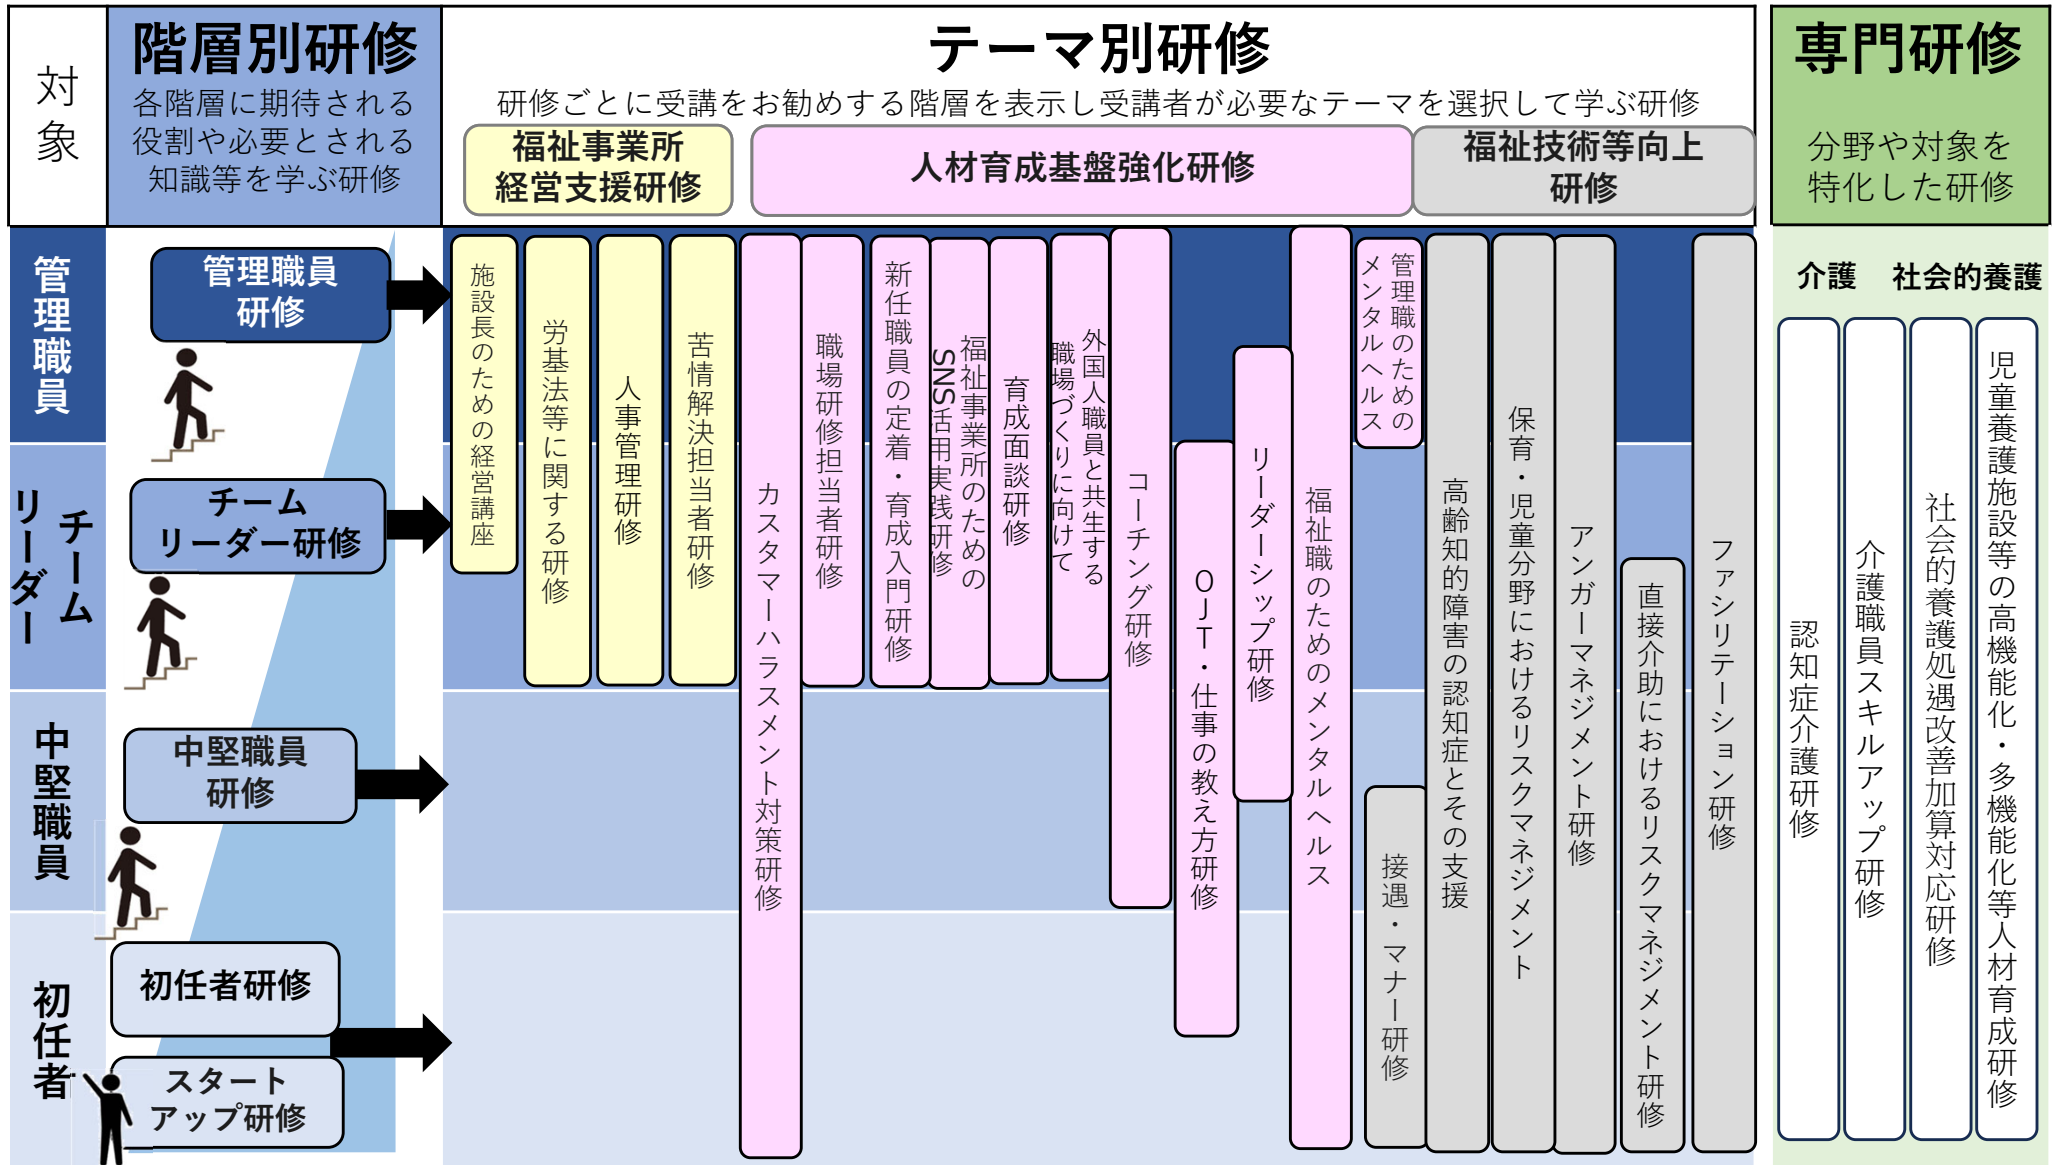 対象
階層別研修
各階層に期待される
役割や必要とされる
知識等を学ぶ研修
テーマ別研修
研修ごとに受講をお勧めする階層を表示し受講者が必要なテーマを選択して学ぶ研修
福祉事業所
経営支援研修
人材育成基盤強化研修
福祉技術等向上
研修
専門研修
分野や対象を
特化した研修
管理職員
チーム
リーダー
中堅職員
初任者
管理職員
研修
チーム
リーダー研修
中堅職員
研修
初任者研修
スタート
アップ研修
施設長のための経営講座
労基法等に関する研修
人事管理研修
苦情解決担当者研修
カスタマーハラスメント対策研修
職場研修担当者研修
新任職員の定着・育成入門研修
福祉事業所のための
SNS活用実践研修
育成面談研修
外国人職員と共生する
職場づくりに向けて
コーチング研修
OJT・仕事の教え方研修
リーダーシップ研修
福祉職のためのメンタルヘルス
管理職のための
メンタルヘルス
接遇・マナー研修
高齢知的障害の認知症とその支援
保育・児童分野におけるリスクマネジメント
アンガーマネジメント研修
直接介助におけるリスクマネジメント研修
ファシリテーション研修
介護
社会的養護
認知症介護研修
介護職員スキルアップ研修
社会的養護処遇改善加算対応研修
児童養護施設等の高機能化・多機能化等人材育成研修